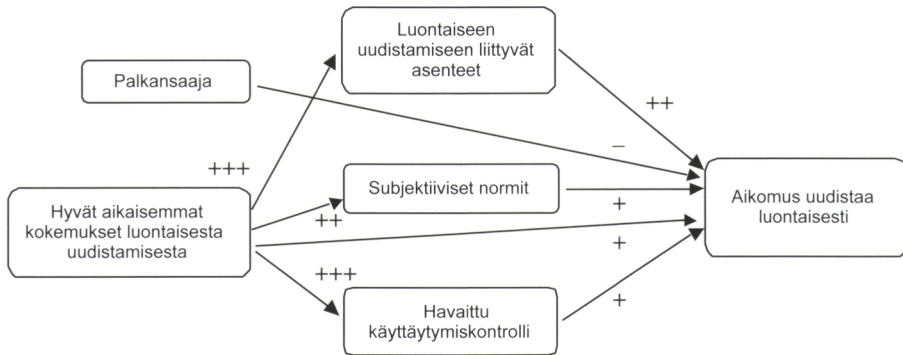 Luontaiseen
uudistamiseen liittyvät
asenteet
Palkansaaja
++
–
+++
Subjektiiviset normit
+
Aikomus uudistaa
luontaisesti
Hyvät aikaisemmat
kokemukset luontaisesta
uudistamisesta
++
+
+++
Havaittu
käyttäytymiskontrolli
+